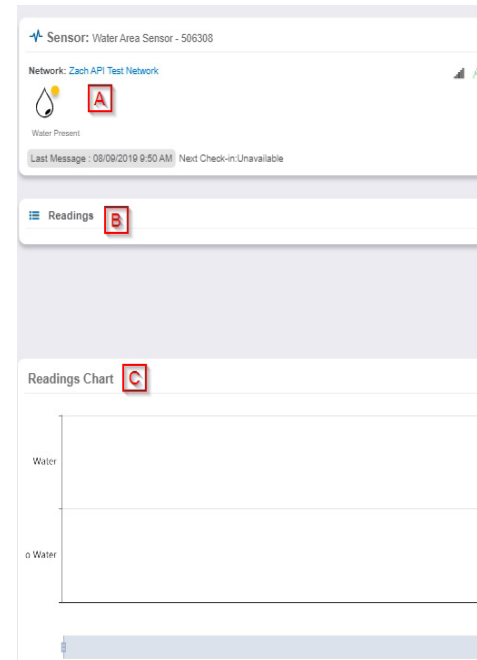 Sensor: Water Area Sensor - 506308
Network: Zach API Test Network
A
Water Present
Last Message : 08/09/2019 9:50 AM Next Check-in:Unavailable
Readings
B
Readings Chart
C
Water
o Water